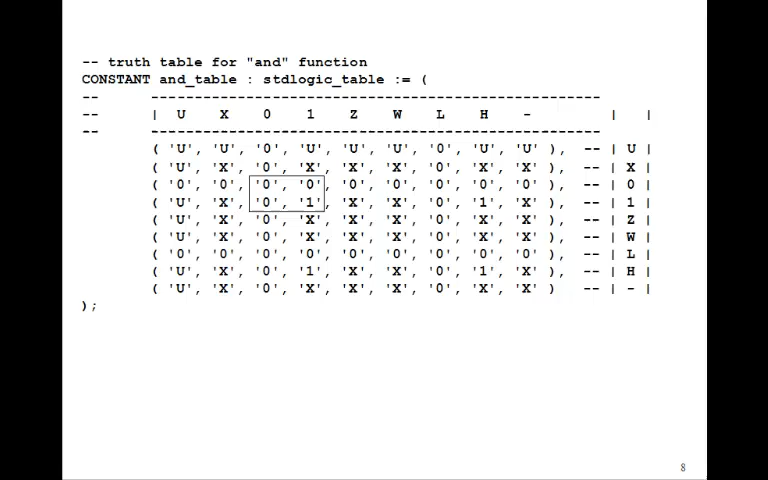 -- truth table for "and" function
CONSTANT and_table : stdlogic_table := (
-- ----------------------------------------------------
-- | U X 0 1 Z W L H - | |
-- ----------------------------------------------------
( 'U', 'U', '0', 'U', 'U', 'U', '0', 'U', 'U' ), -- | U |
( 'U', 'X', '0', 'X', 'X', 'X', '0', 'X', 'X' ), -- | X |
( '0', '0', '0', '0', '0', '0', '0', '0', '0' ), -- | 0 |
( 'U', 'X', '0', '1', 'X', 'X', '0', '1', 'X' ), -- | 1 |
( 'U', 'X', '0', 'X', 'X', 'X', '0', 'X', 'X' ), -- | Z |
( 'U', 'X', '0', 'X', 'X', 'X', '0', 'X', 'X' ), -- | W |
( '0', '0', '0', '0', '0', '0', '0', '0', '0' ), -- | L |
( 'U', 'X', '0', '1', 'X', 'X', '0', '1', 'X' ), -- | H |
( 'U', 'X', '0', 'X', 'X', 'X', '0', 'X', 'X' ) -- | - |
);
8